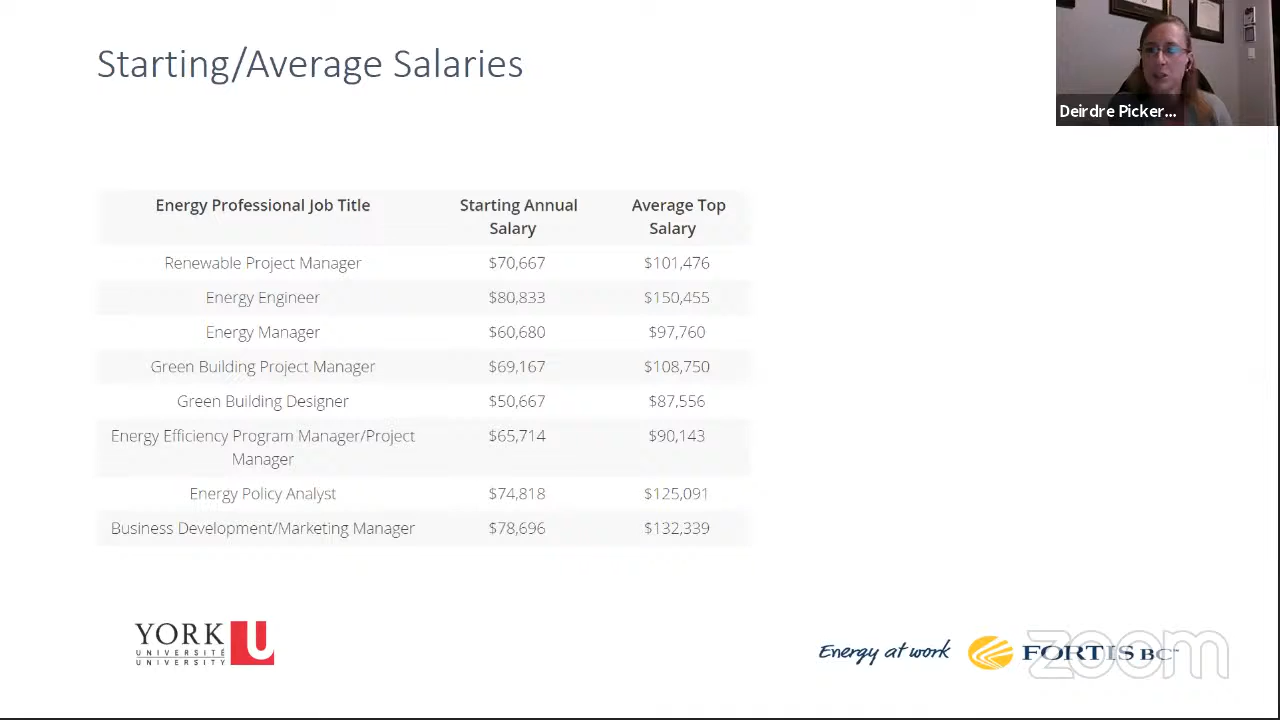 Starting/Average Salaries
Deirdre Picker...
Energy Professional Job Title Starting Annual Salary Average Top Salary
Renewable Project Manager $70,667 $101,476
Energy Engineer $80,833 $150,455
Energy Manager $60,680 $97,760
Green Building Project Manager $69,167 $108,750
Green Building Designer $50,667 $87,556
Energy Efficiency Program Manager/Project Manager $65,714 $90,143
Energy Policy Analyst $74,818 $125,091
Business Development/Marketing Manager $78,696 $132,339
YORK U
UNIVERSITÉ
UNIVERSITY
Energy at work FORTIS BC
zoom